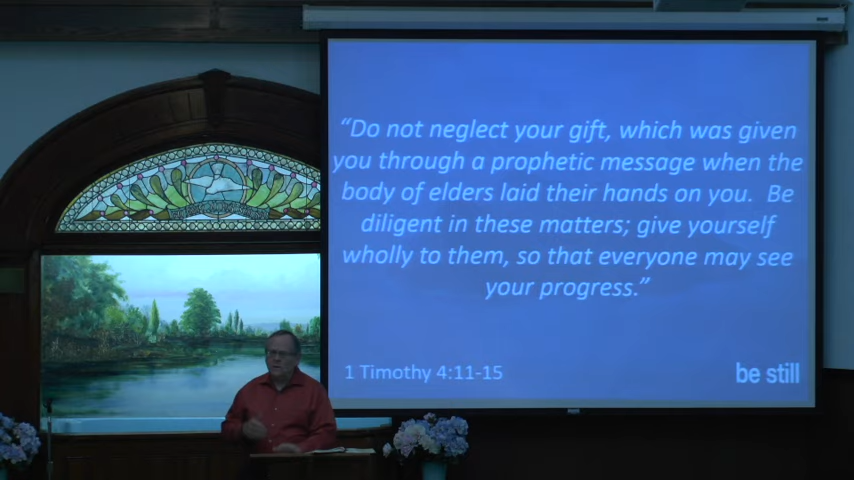 “Do not neglect your gift, which was given
you through a prophetic message when the
body of elders laid their hands on you.  Be
diligent in these matters; give yourself
wholly to them, so that everyone may see
your progress.”
1 Timothy 4:11-15
be still